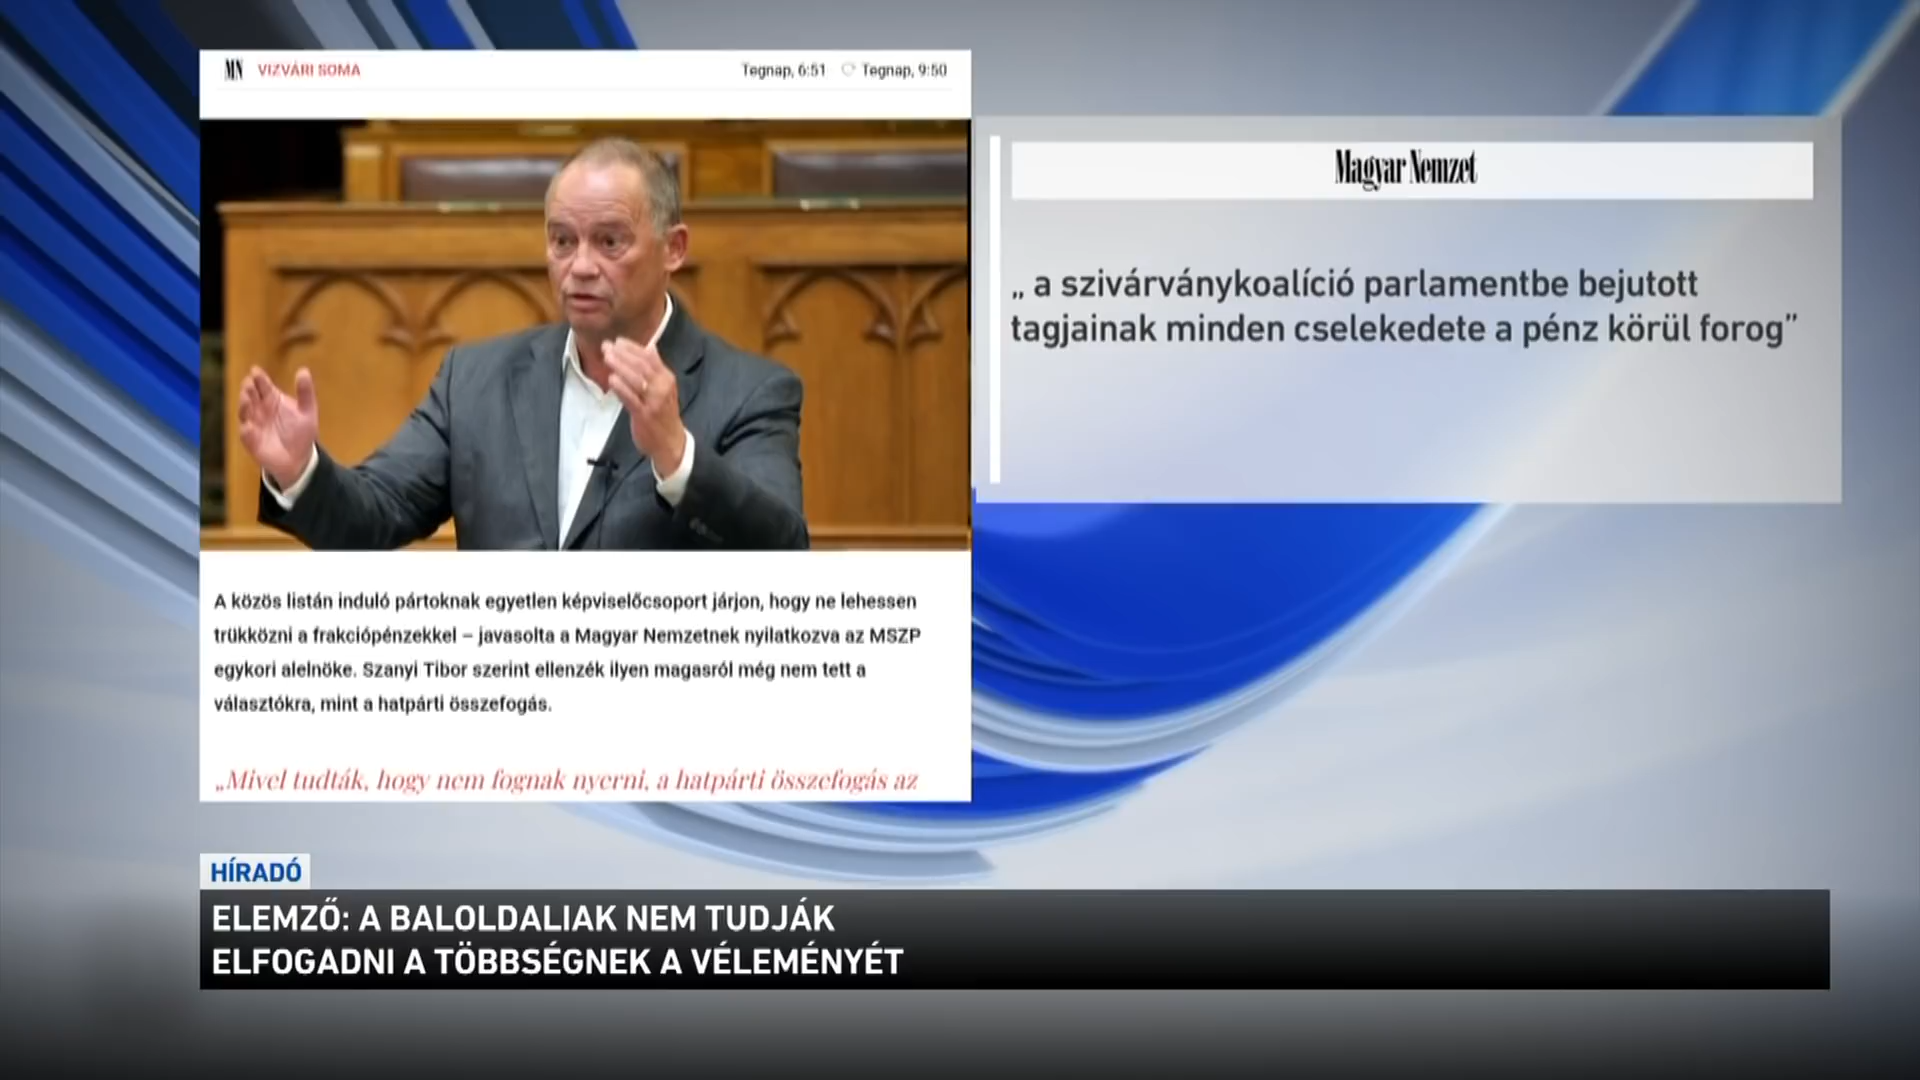 MN VIZVÁRI SOMA Tegnap, 6:51 Tegnap, 9:50
Magyar Nemzet
„ a szivárványkoalíció parlamentbe bejutott
tagjainak minden cselekedete a pénz körül forog”
A közös listán induló pártoknak egyetlen képviselőcsoport járjon, hogy ne lehessen
trükközni a frakciópénzekkel – javasolta a Magyar Nemzetnek nyilatkozva az MSZP
egykori alelnöke. Szanyi Tibor szerint ellenzék ilyen magasról még nem tett a
választókra, mint a hatpárti összefogás.
„Mivel tudták, hogy nem fognak nyerni, a hatpárti összefogás az
HÍRADÓ
ELEMZŐ: A BALOLDALIAK NEM TUDJÁK
ELFOGADNI A TÖBBSÉGNEK A VÉLEMÉNYÉT